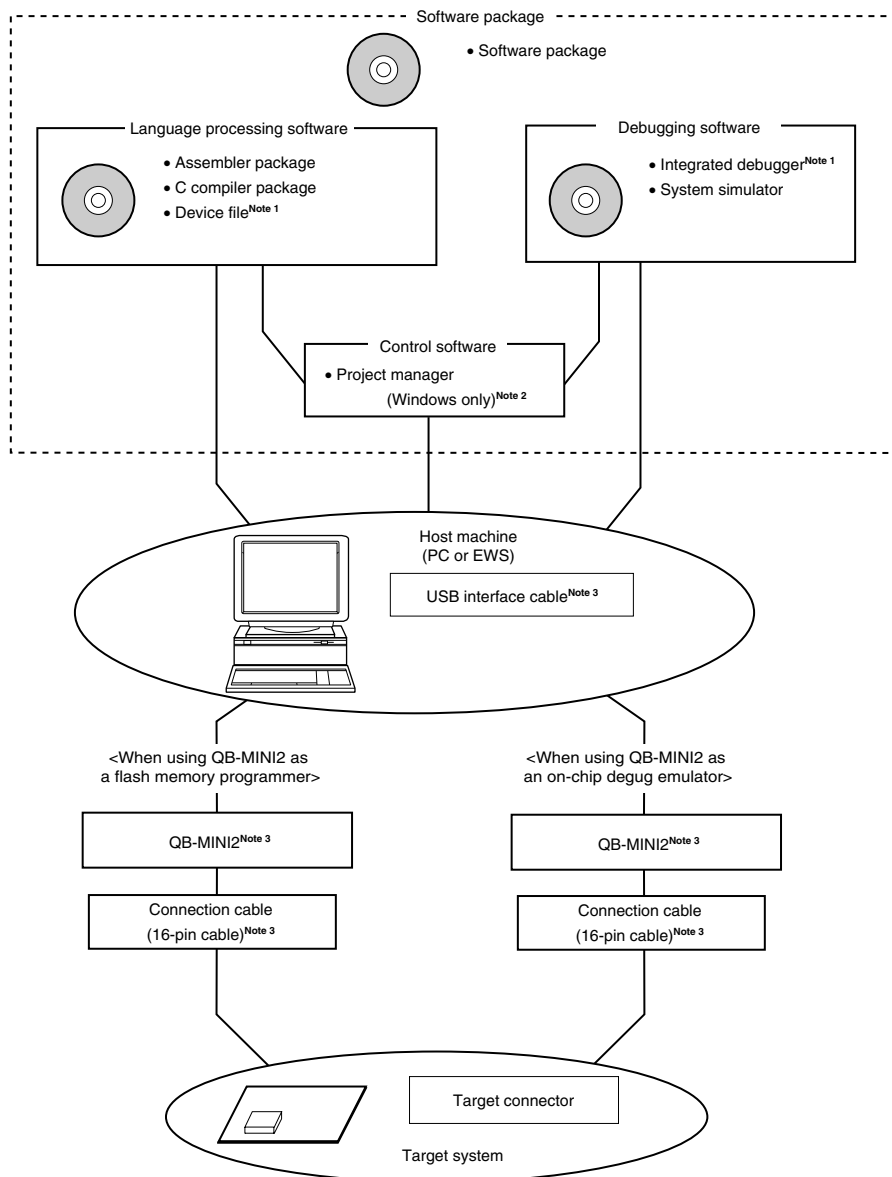 Software package
• Software package
Language processing software
• Assembler package
• C compiler package
• Device fileNote 1
Debugging software
• Integrated debuggerNote 1
• System simulator
Control software
• Project manager
(Windows only)Note 2
Host machine
(PC or EWS)
USB interface cableNote 3
<When using QB-MINI2 as
a flash memory programmer>
<When using QB-MINI2 as
an on-chip degug emulator>
QB-MINI2Note 3
QB-MINI2Note 3
Connection cable
(16-pin cable)Note 3
Connection cable
(16-pin cable)Note 3
Target connector
Target system